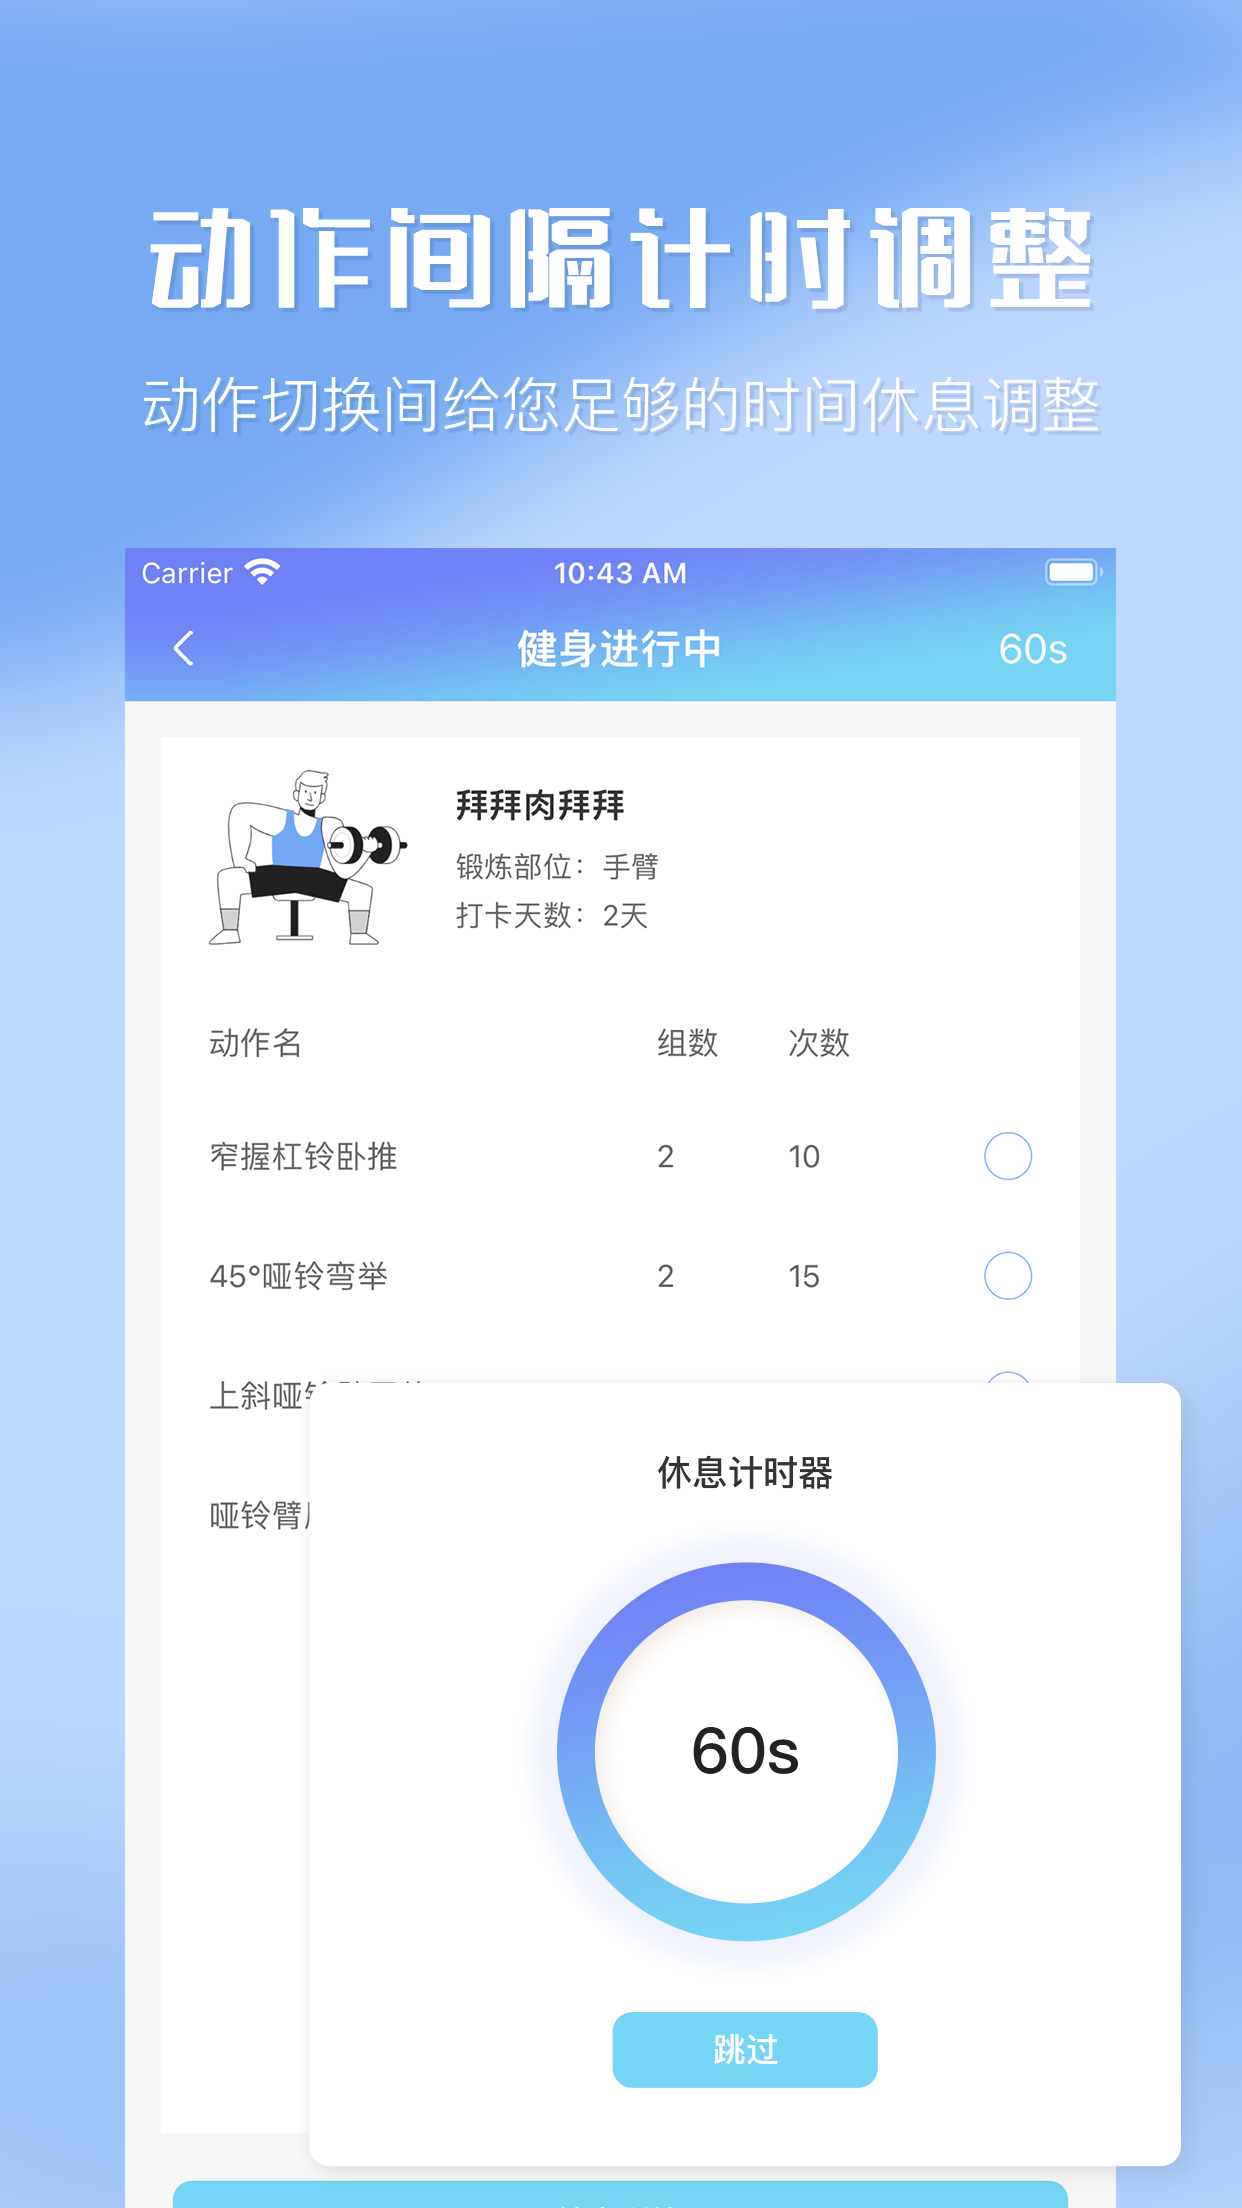 动作间隔计时调整
动作切换间给您足够的时间休息调整
Carrier 10:43 AM
健身进行中 60s
拜拜肉拜拜
锻炼部位：手臂
打卡天数：2天
动作名 组数 次数
窄握杠铃卧推 2 10
45°哑铃弯举 2 15
上斜哑
哑铃臂
休息计时器
60s
跳过